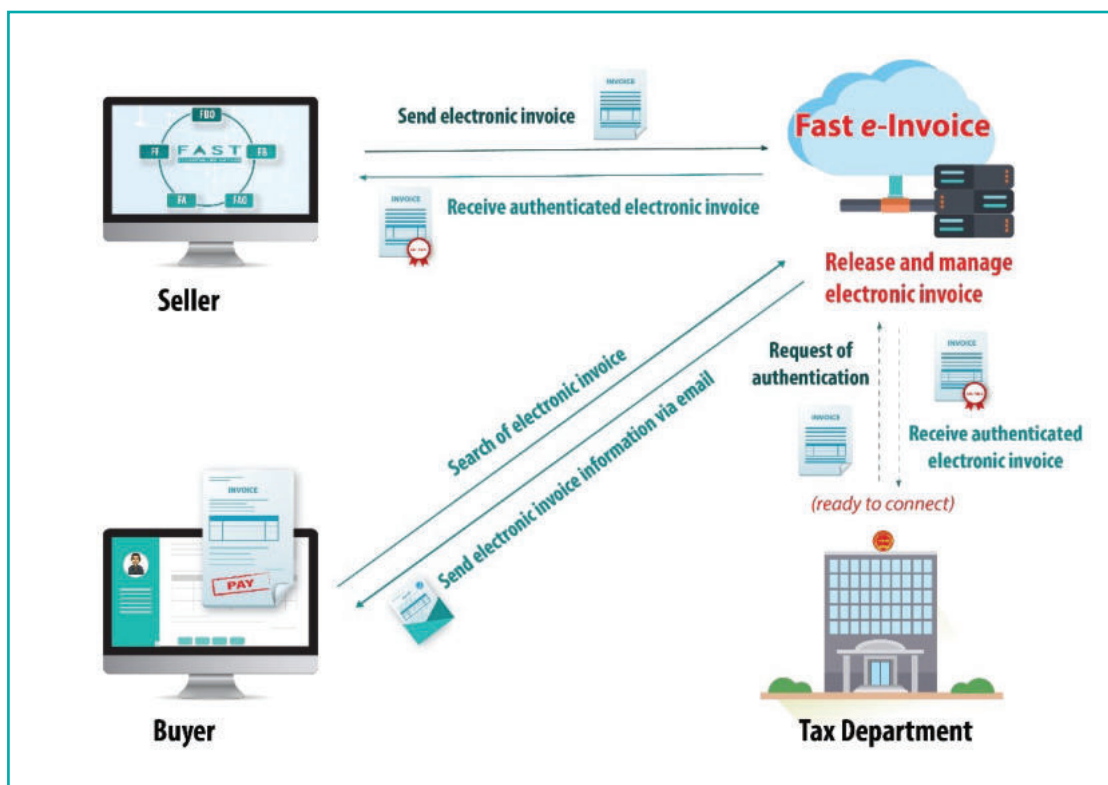 Send electronic invoice
INVOICE
Fast e-Invoice
FBO
FF
FAST
FB
FA
FAO
INVOICE
Receive authenticated electronic invoice
Seller
Release and manage
electronic invoice
Request of
authentication
INVOICE
INVOICE
Receive authenticated
electronic invoice
(ready to connect)
Search of electronic invoice
Send electronic invoice information via email
INVOICE
PAY
Buyer
Tax Department